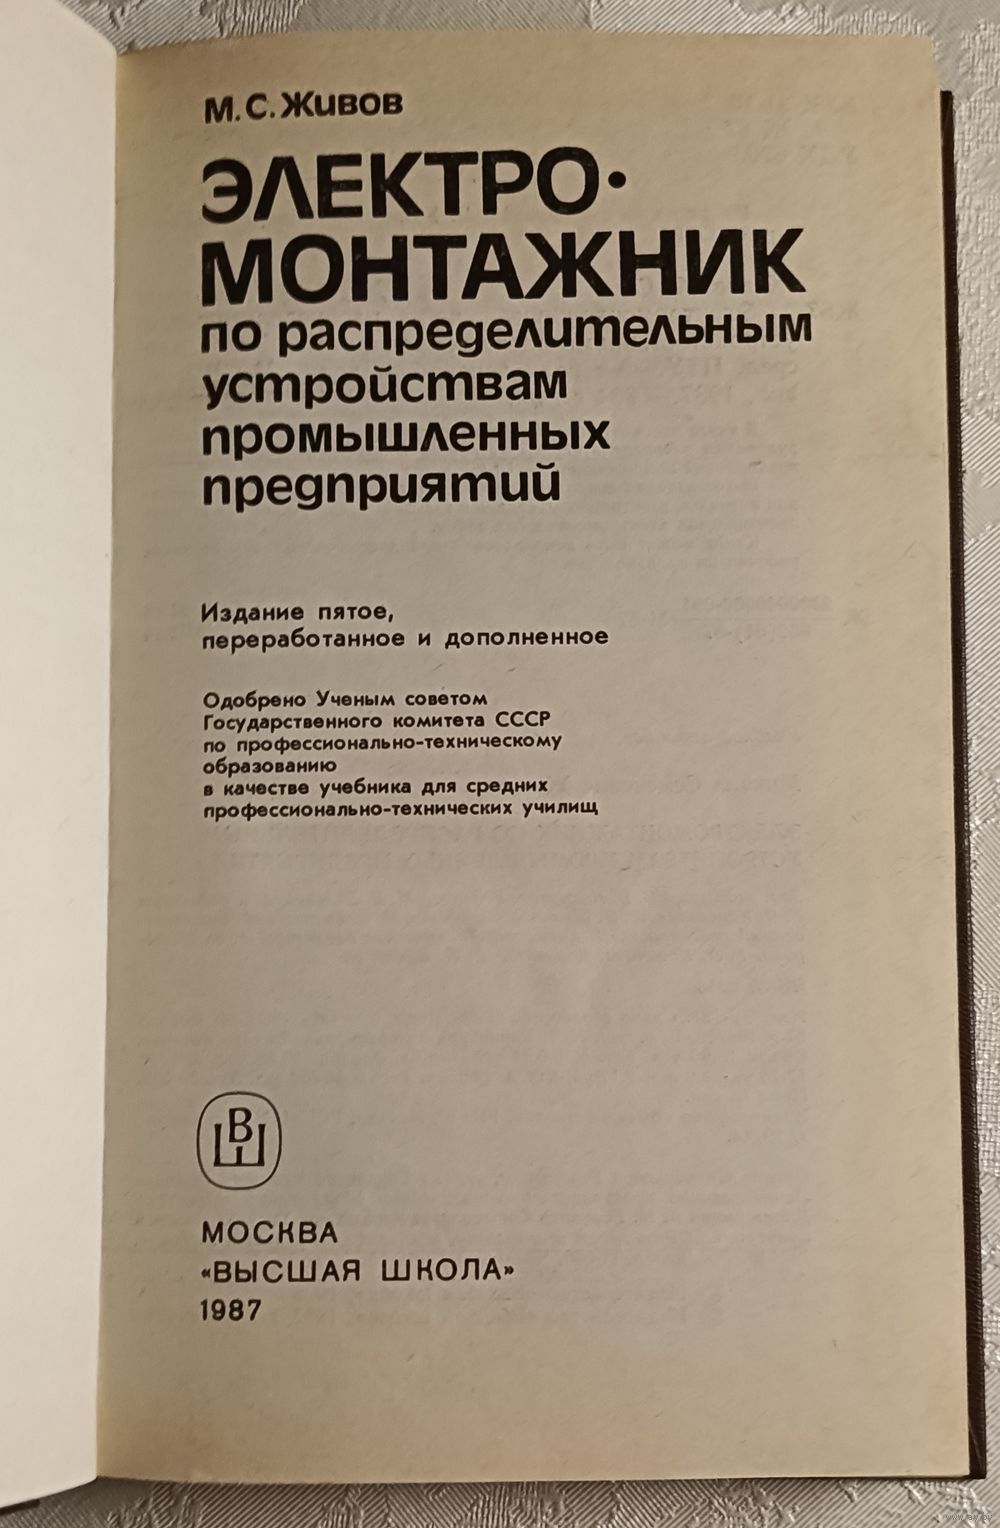 М. С. Живов
ЭЛЕКТРО-
МОНТАЖНИК
по распределительным
устройствам
промышленных
предприятий
Издание пятое,
переработанное и дополненное
Одобрено Ученым советом
Государственного комитета СССР
по профессионально-техническому
образованию
в качестве учебника для средних
профессионально-технических училищ
ВШ
МОСКВА
«ВЫСШАЯ ШКОЛА»
1987